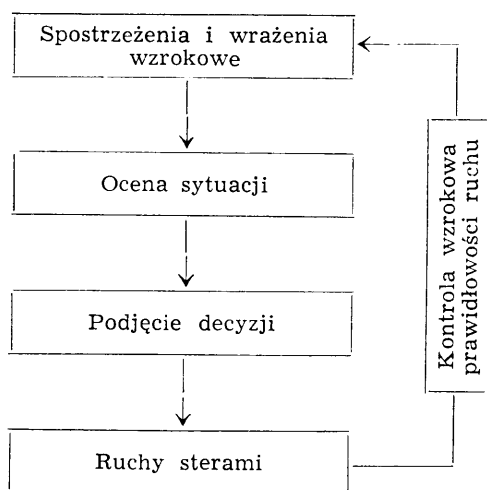 Spostrzeżenia i wrażenia
wzrokowe
Ocena sytuacji
Podjęcie decyzji
Ruchy sterami
Kontrola wzrokowa
prawidłowości ruchu